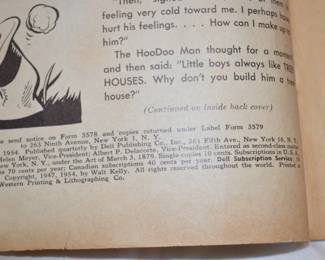 "Then,"
feeling very cold toward me. I perhaps
hurt his feelings. . . . How can I make up
him?"
The HooDoo Man thought for a moment
and then said: "Little boys always like TREE
HOUSES. Why don't you build him a
house?"
(Continued on inside back cover)
send notice on Form 3578 and copies returned under Label Form 3579
to 263 Ninth Avenue, New York 1, N. Y.
1954. Published quarterly by Dell Publishing Co., Inc., 261 Fifth Ave., New York 16, N. Y.
Helen Meyer, Vice-President; Albert P. Delacorte, Vice-President. Entered as second-class matter
New York, N. Y., under the Act of March 3, 1879. Single copies 10 cents. Subscriptions in U.S.A.
70 cents per year; Canadian subscriptions 40 cents per year. Dell Subscription Service:
Copyright, 1947, 1954, by Walt Kelly. All rights reserved throughout the world. Printed
Western Printing & Lithographing Co.